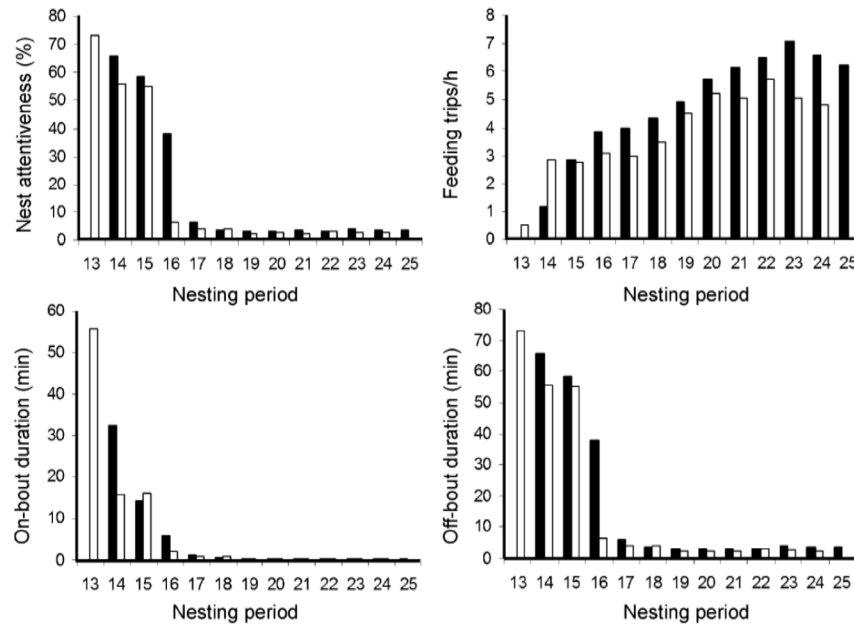 80
70
60
50
40
30
20
10
0
Nest attentiveness (%)
13 14 15 16 17 18 19 20 21 22 23 24 25
Nesting period
8
7
6
5
4
3
2
1
0
Feeding trips/h
13 14 15 16 17 18 19 20 21 22 23 24 25
Nesting period
60
50
40
30
20
10
0
On-bout duration (min)
13 14 15 16 17 18 19 20 21 22 23 24 25
Nesting period
80
70
60
50
40
30
20
10
0
Off-bout duration (min)
13 14 15 16 17 18 19 20 21 22 23 24 25
Nesting period